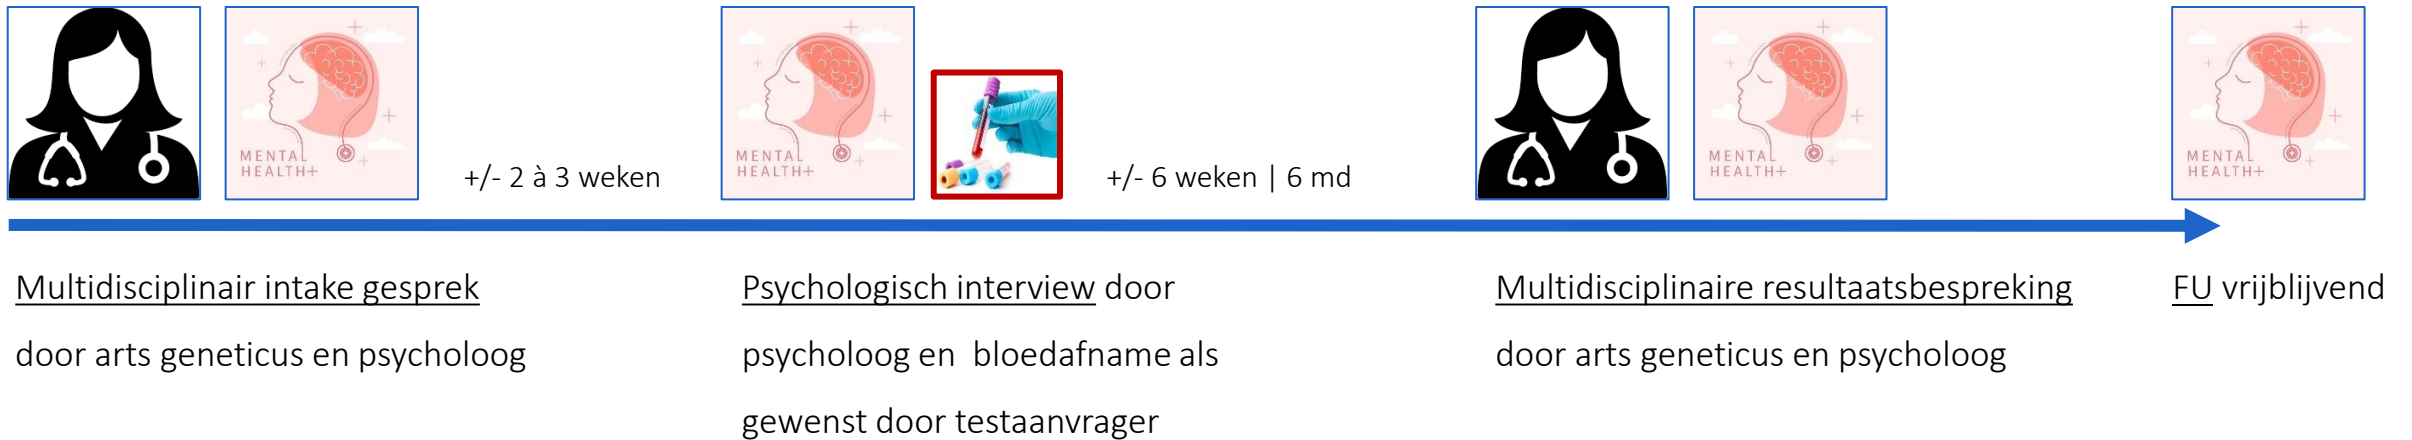 MENTAL
HEALTH+
+/- 2 à 3 weken
MENTAL
HEALTH+
+/- 6 weken | 6 md
MENTAL
HEALTH+
MENTAL
HEALTH+
Multidisciplinair intake gesprek
door arts geneticus en psycholoog
Psychologisch interview door
psycholoog en bloedafname als
gewenst door testaanvrager
Multidisciplinaire resultaatsbespreking
door arts geneticus en psycholoog
FU vrijblijvend